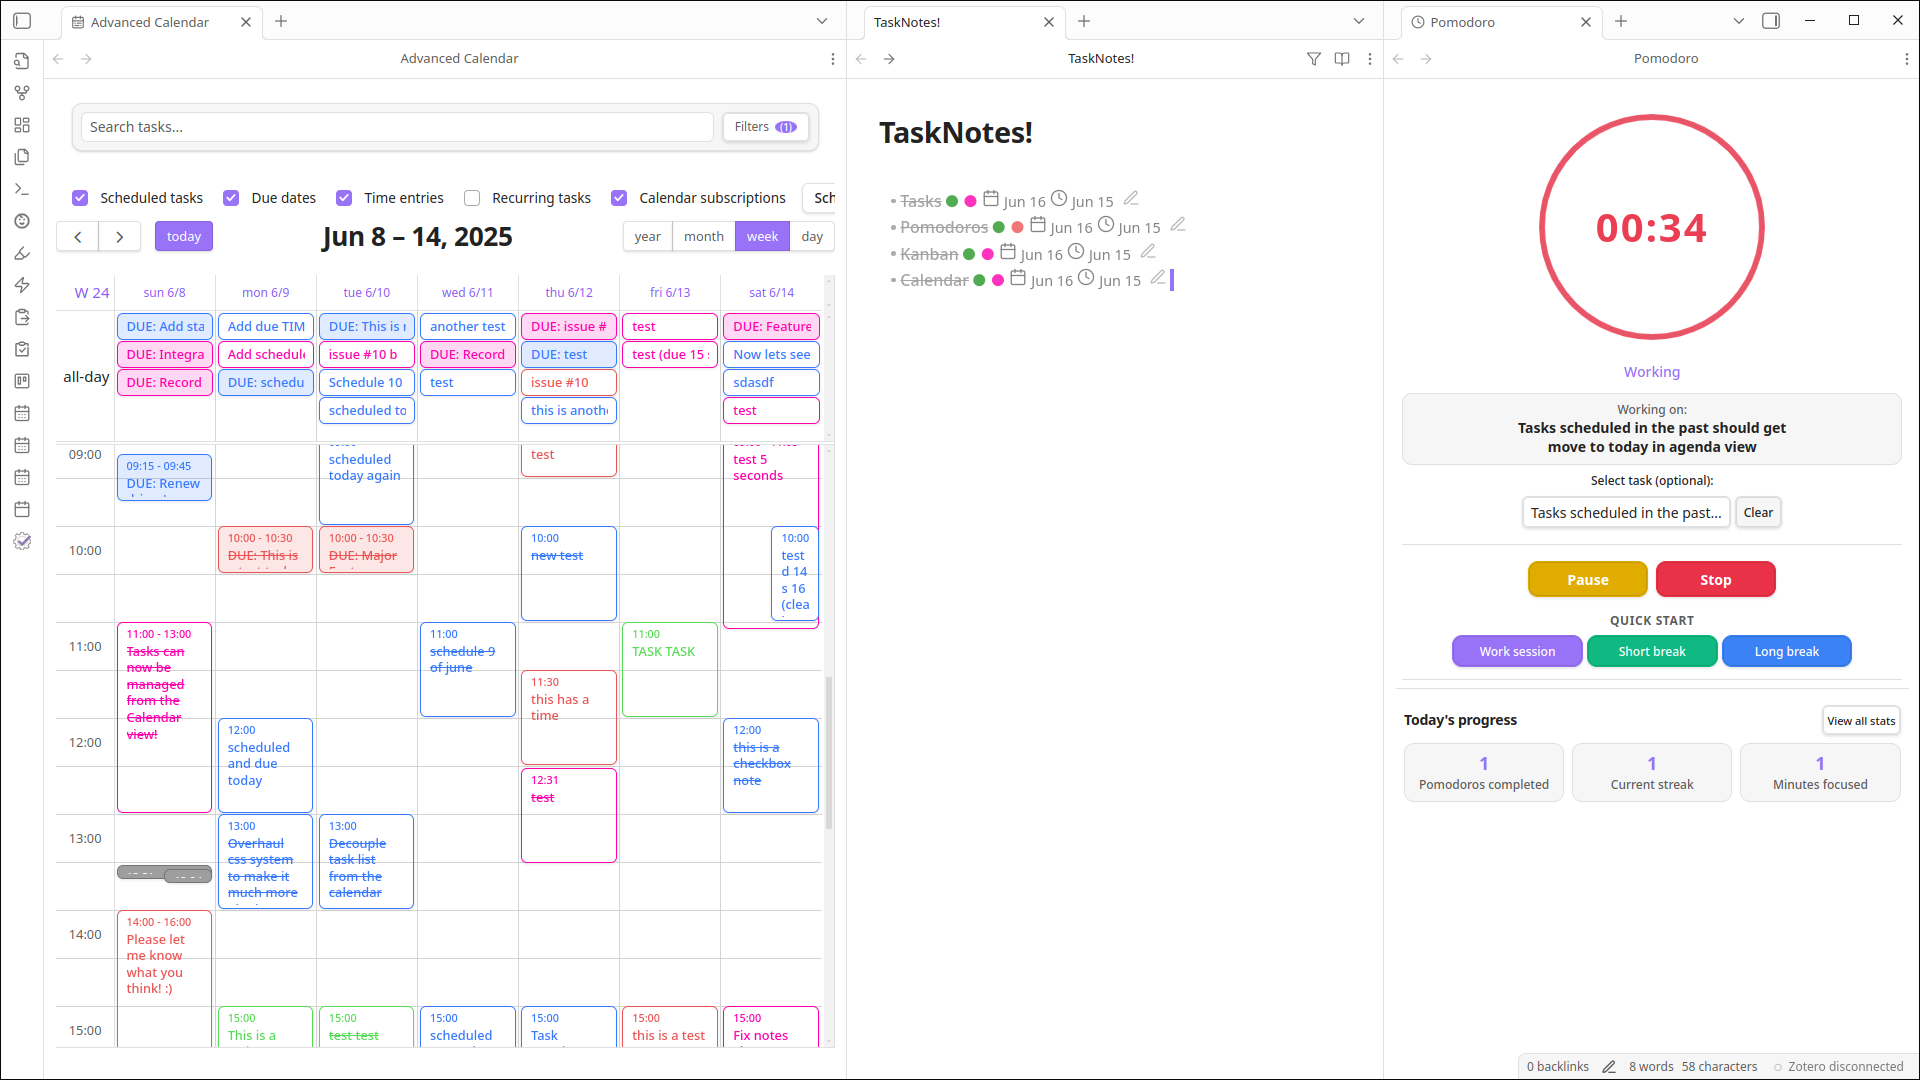 Advanced Calendar
Advanced Calendar
Search tasks...
Filters (1)
Scheduled tasks Due dates Time entries Recurring tasks Calendar subscriptions Sch
today
Jun 8 – 14, 2025
year month week day
W 24 sun 6/8 mon 6/9 tue 6/10 wed 6/11 thu 6/12 fri 6/13 sat 6/14
all-day
DUE: Add sta
DUE: Integra
DUE: Record
Add due TIM
Add schedule
DUE: schedu
DUE: This is
issue #10 b
Schedule 10
scheduled to
another test
DUE: Record
test
DUE: issue #
DUE: test
issue #10
this is anothe
test
test (due 15
DUE: Feature
Now lets see
sdasdf
test
09:00
10:00
11:00
12:00
13:00
14:00
15:00
09:15 - 09:45
DUE: Renew
11:00 - 13:00
Tasks can
now be
managed
from the
Calendar
view!
14:00 - 16:00
Please let
me know
what you
think! :)
10:00 - 10:30
DUE: This is
12:00
scheduled
and due
today
13:00
Overhaul
css system
to make it
much more
15:00
This is a
scheduled
today again
10:00 - 10:30
DUE: Major
13:00
Decouple
task list
from the
calendar
15:00
test test
11:00
schedule 9
of june
15:00
scheduled
test
10:00
new test
11:30
this has a
time
12:31
test
15:00
Task
11:00
TASK TASK
15:00
this is a test
test 5
seconds
10:00
test
d 14
s 16
(clea
12:00
this is a
checkbox
note
15:00
Fix notes
TaskNotes!
TaskNotes!
TaskNotes!
Tasks Jun 16 Jun 15
Pomodoros Jun 16 Jun 15
Kanban Jun 16 Jun 15
Calendar Jun 16 Jun 15
Pomodoro
Pomodoro
00:34
Working
Working on:
Tasks scheduled in the past should get
move to today in agenda view
Select task (optional):
Tasks scheduled in the past... Clear
Pause Stop
QUICK START
Work session Short break Long break
Today's progress View all stats
1 1 1
Pomodoros completed Current streak Minutes focused
0 backlinks 8 words 58 characters Zotero disconnected